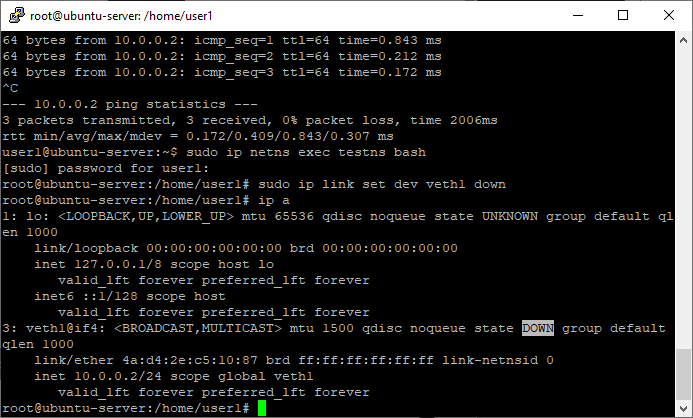 root@ubuntu-server: /home/user1
64 bytes from 10.0.0.2: icmp_seq=1 ttl=64 time=0.843 ms
64 bytes from 10.0.0.2: icmp_seq=2 ttl=64 time=0.212 ms
64 bytes from 10.0.0.2: icmp_seq=3 ttl=64 time=0.172 ms
^C
--- 10.0.0.2 ping statistics ---
3 packets transmitted, 3 received, 0% packet loss, time 2006ms
rtt min/avg/max/mdev = 0.172/0.409/0.843/0.307 ms
user1@ubuntu-server:~$ sudo ip netns exec testns bash
[sudo] password for user1:
root@ubuntu-server:/home/user1# sudo ip link set dev veth1 down
root@ubuntu-server:/home/user1# ip a
1: lo: <LOOPBACK,UP,LOWER_UP> mtu 65536 qdisc noqueue state UNKNOWN group default ql
en 1000
    link/loopback 00:00:00:00:00:00 brd 00:00:00:00:00:00
    inet 127.0.0.1/8 scope host lo
       valid_lft forever preferred_lft forever
    inet6 ::1/128 scope host
       valid_lft forever preferred_lft forever
3: veth1@if4: <BROADCAST,MULTICAST> mtu 1500 qdisc noqueue state DOWN group default
qlen 1000
    link/ether 4a:d4:2e:c5:10:87 brd ff:ff:ff:ff:ff:ff link-netnsid 0
    inet 10.0.0.2/24 scope global veth1
       valid_lft forever preferred_lft forever
root@ubuntu-server:/home/user1#